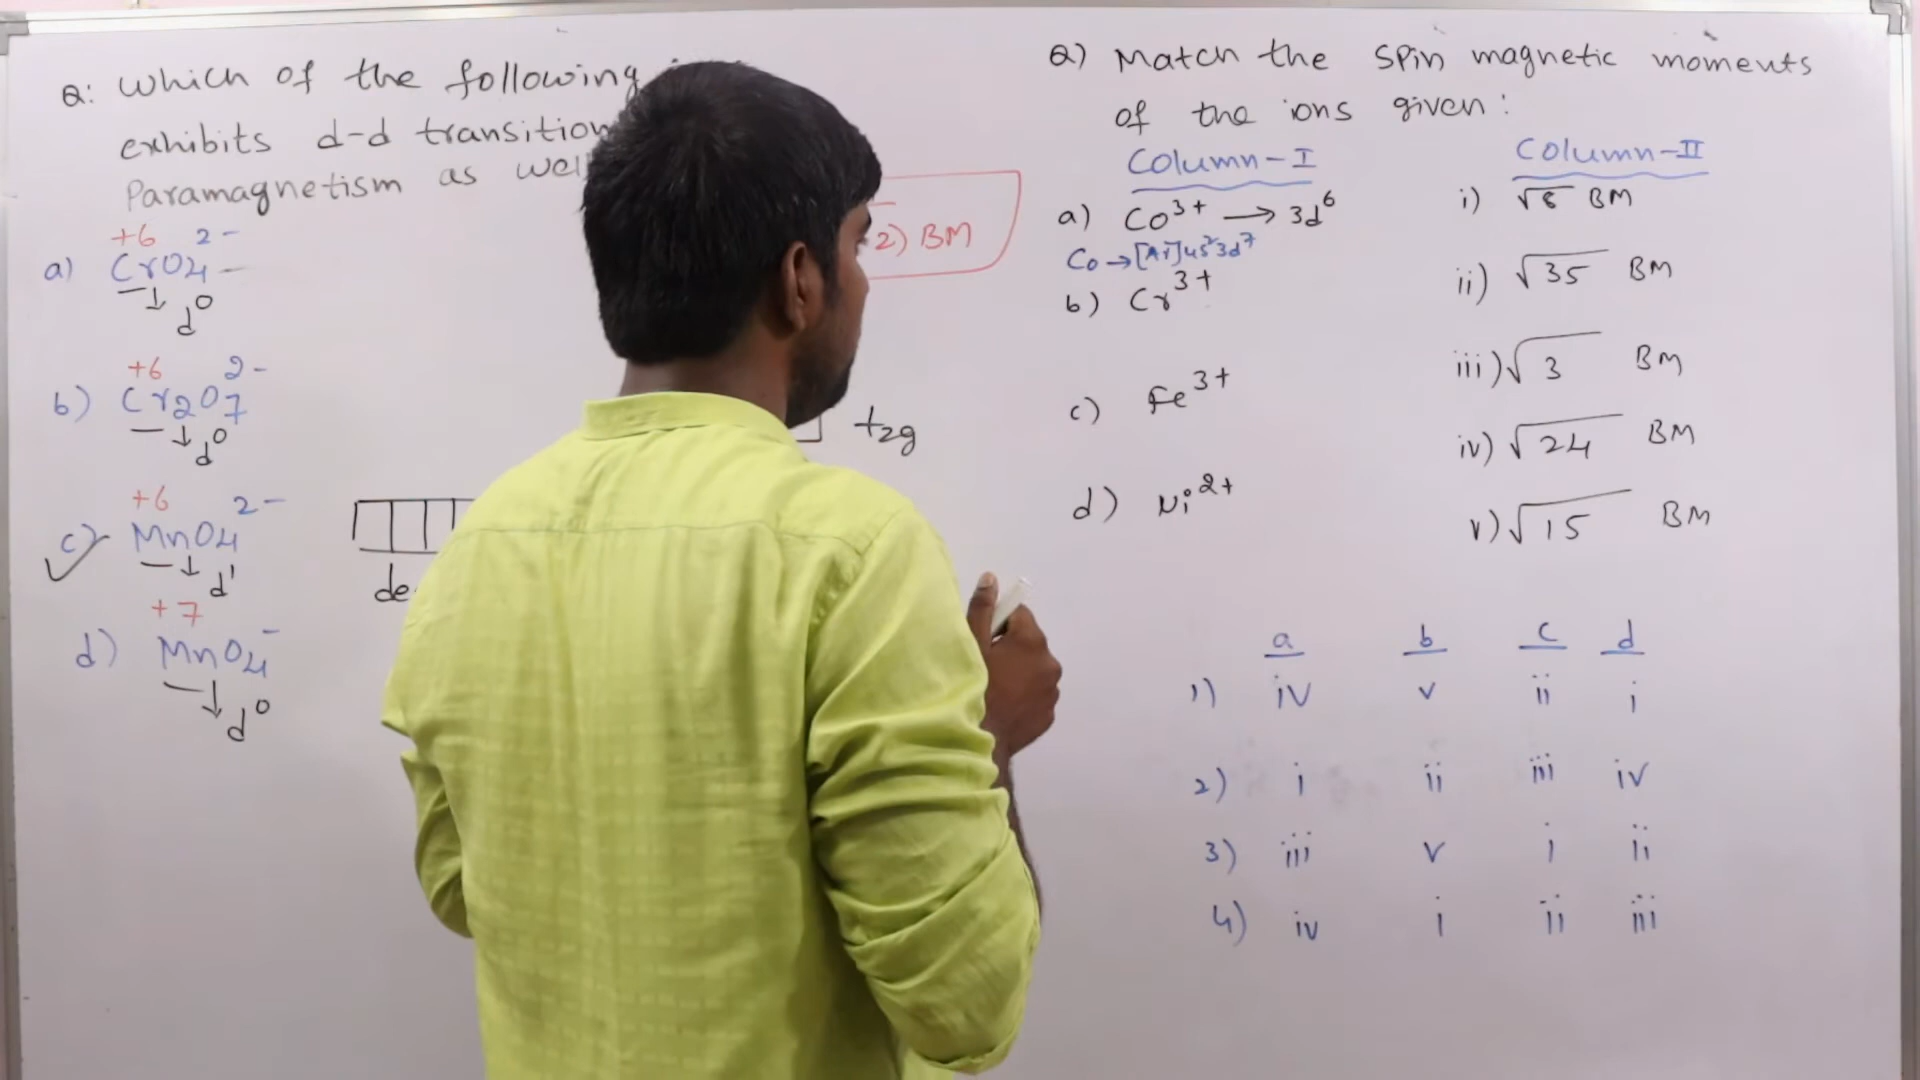 Q: Which of the following
exhibits d-d transition
Paramagnetism as well
+6 2-
a) CrO4
d0
+6 2-
b) Cr2O7
d0
+6 2-
c) MnO4
d1
+7
d) MnO4-
d0
2) BM
t2g
de
Q) Match the spin magnetic moments
of the ions given:
Column-I
a) Co3+ → 3d6
Co → [Ar]4s2 3d7
b) Cr3+
c) Fe3+
d) Ni2+
Column-II
i) √8 BM
ii) √35 BM
iii) √3 BM
iv) √24 BM
v) √15 BM
a b c d
1) iv v ii i
2) i ii iii iv
3) iii v i ii
4) iv i ii iii